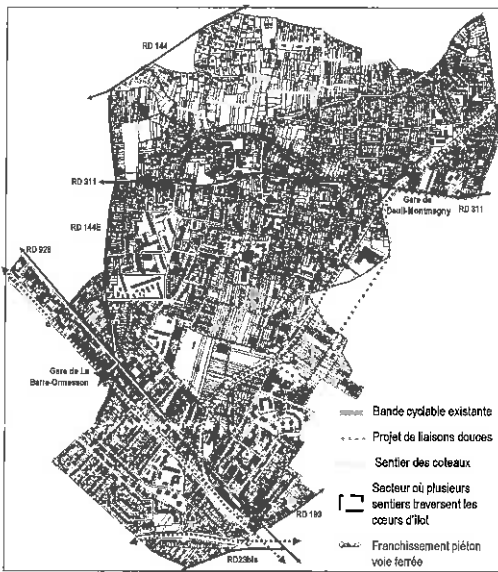 RD 144
RD 311
Gare de
Deuil-Montmagny
RD 311
RD 144E
RD 928
Gare de La
Barre-Ormesson
Bande cyclable existante
Projet de liaisons douces
Sentier des coteaux
Secteur où plusieurs
sentiers traversent les
cœurs d'îlot
RD 193
Franchissement piéton
voie ferrée
RD23bis